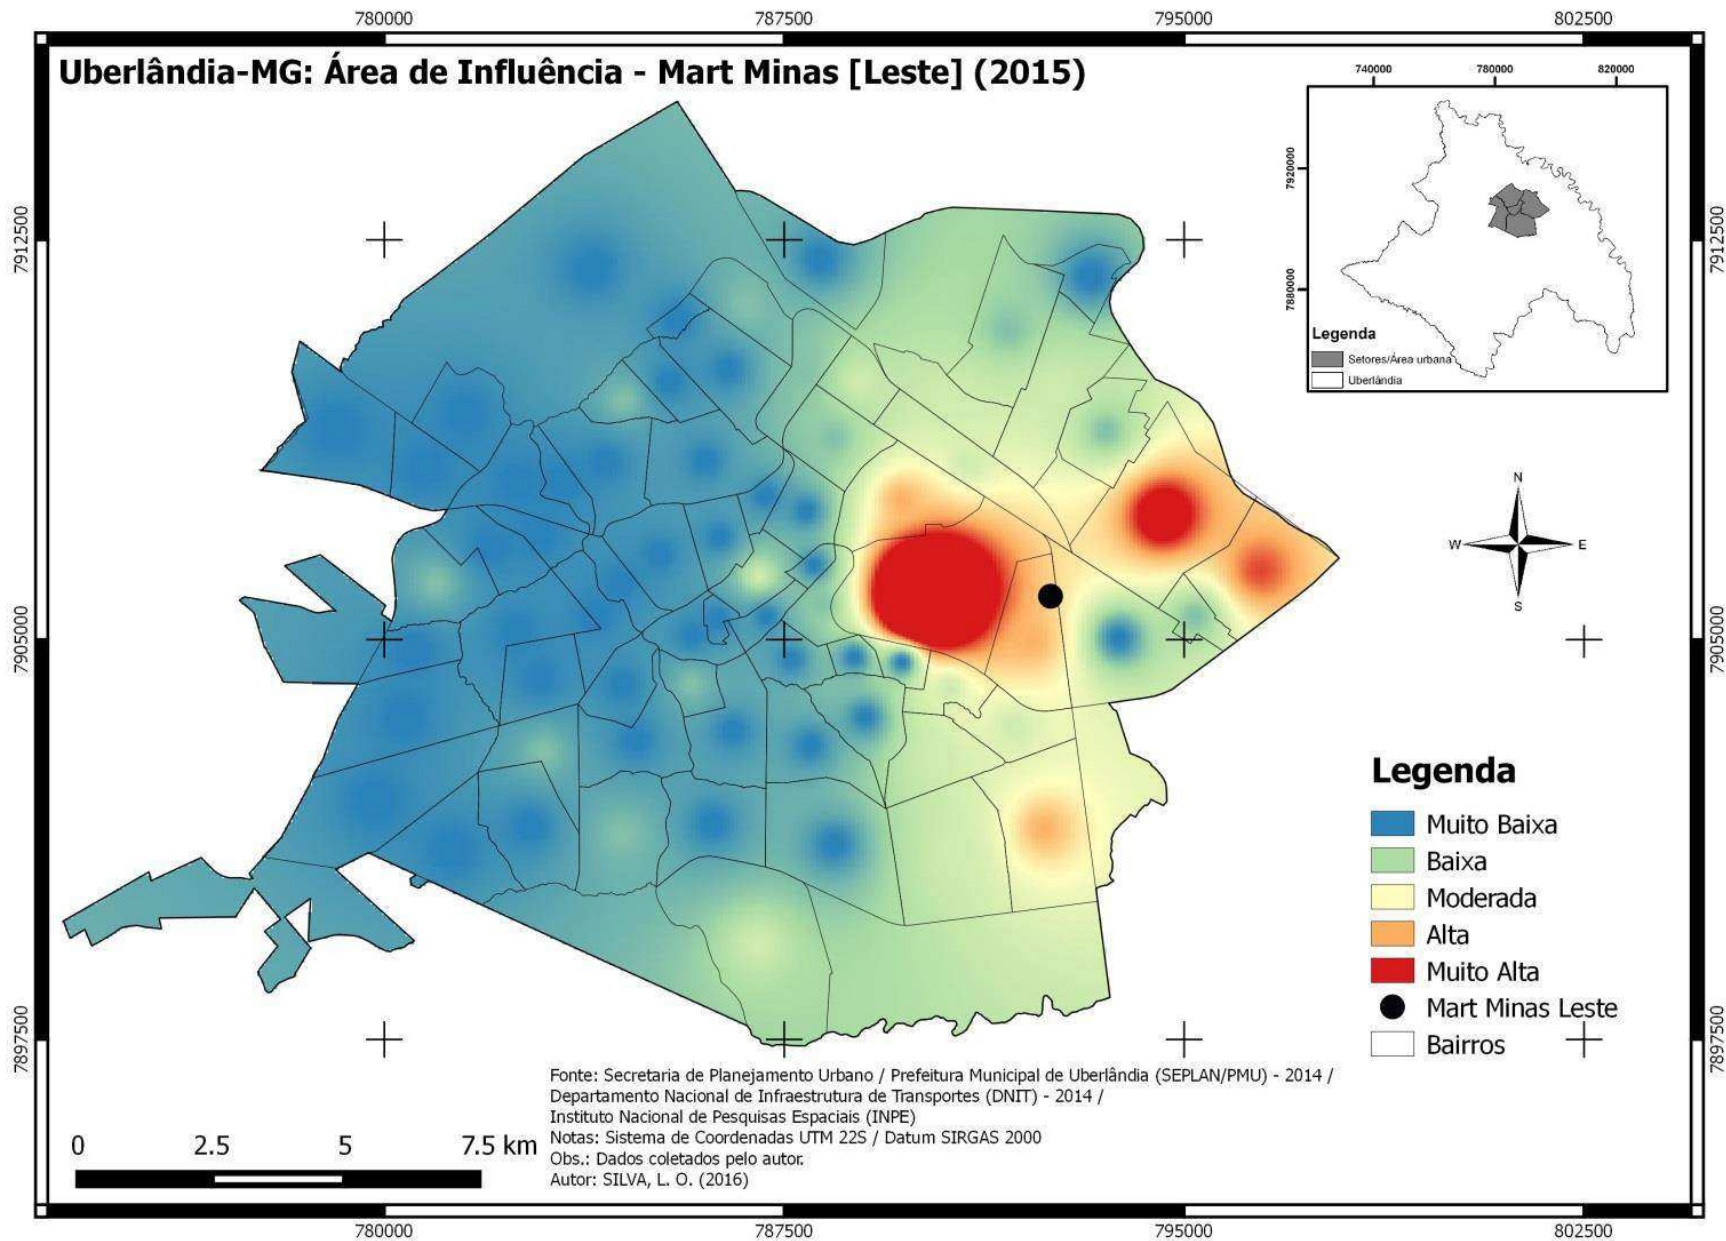 780000 787500 795000 802500
Uberlândia-MG: Área de Influência - Mart Minas [Leste] (2015)
740000 780000 820000
7920000
7880000
Legenda
Setores/Área urbana
Uberlândia
7912500 7912500
N
W E
S
7905000 7905000
Legenda
Muito Baixa
Baixa
Moderada
Alta
Muito Alta
Mart Minas Leste
Bairros
7897500 7897500
Fonte: Secretaria de Planejamento Urbano / Prefeitura Municipal de Uberlândia (SEPLAN/PMU) - 2014 /
Departamento Nacional de Infraestrutura de Transportes (DNIT) - 2014 /
Instituto Nacional de Pesquisas Espaciais (INPE)
Notas: Sistema de Coordenadas UTM 22S / Datum SIRGAS 2000
Obs.: Dados coletados pelo autor.
Autor: SILVA, L. O. (2016)
0 2.5 5 7.5 km
780000 787500 795000 802500